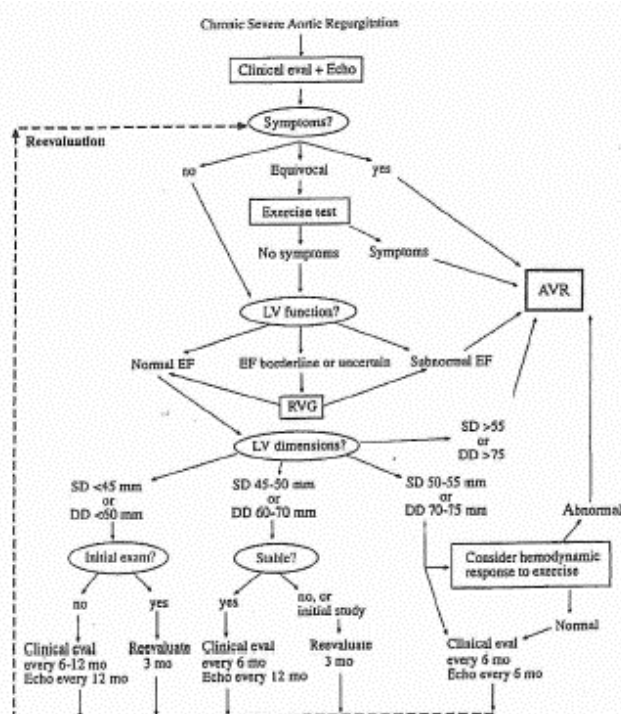 Chronic Severe Aortic Regurgitation
Clinical eval + Echo
Symptoms?
Reevaluation
no
Equivocal
yes
Exercise test
No symptoms
Symptoms
AVR
LV function?
Normal EF
EF borderline or uncertain
Subnormal EF
RVG
LV dimensions?
SD >55
or
DD >75
SD <45 mm
or
DD <60 mm
SD 45-50 mm
or
DD 60-70 mm
SD 50-55 mm
or
DD 70-75 mm
Abnormal
Initial exam?
Stable?
Consider hemodynamic
response to exercise
no
yes
yes
no, or
initial study
Normal
Clinical eval
every 6-12 mo
Echo every 12 mo
Reevaluate
3 mo
Clinical eval
every 6 mo
Echo every 12 mo
Reevaluate
3 mo
Clinical eval
every 6 mo
Echo every 6 mo